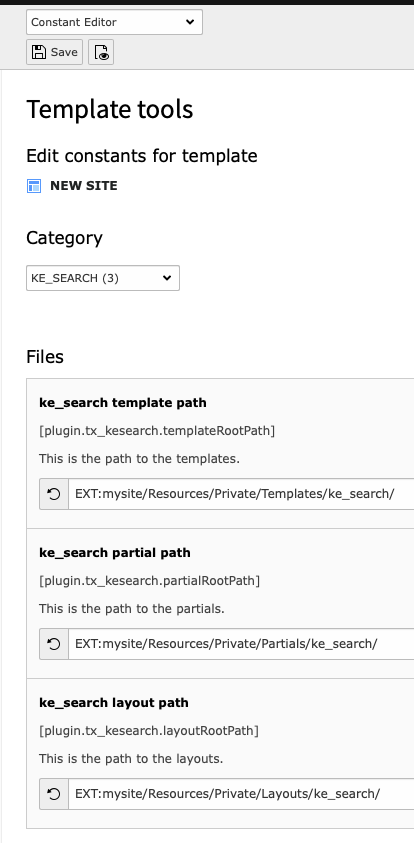 Constant Editor
Save
Template tools
Edit constants for template
NEW SITE
Category
KE_SEARCH (3)
Files
ke_search template path
[plugin.tx_kesearch.templateRootPath]
This is the path to the templates.
EXT:mysite/Resources/Private/Templates/ke_search/
ke_search partial path
[plugin.tx_kesearch.partialRootPath]
This is the path to the partials.
EXT:mysite/Resources/Private/Partials/ke_search/
ke_search layout path
[plugin.tx_kesearch.layoutRootPath]
This is the path to the layouts.
EXT:mysite/Resources/Private/Layouts/ke_search/